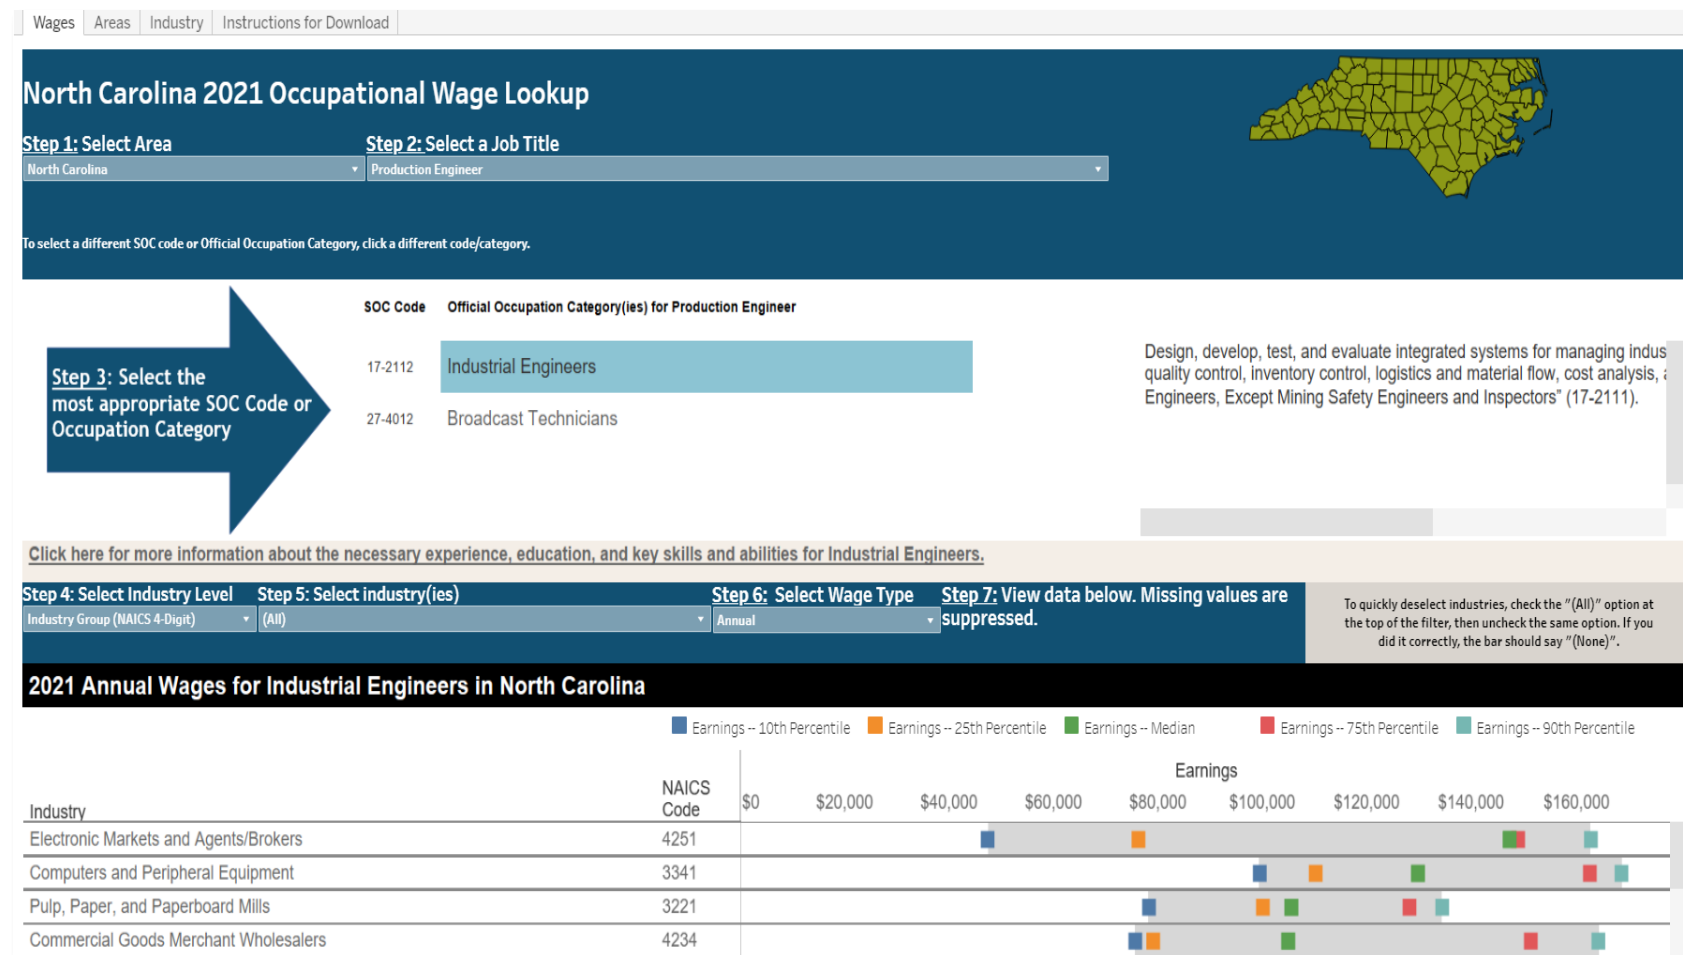 Wages Areas Industry Instructions for Download
North Carolina 2021 Occupational Wage Lookup
Step 1: Select Area
Step 2: Select a Job Title
North Carolina
Production Engineer
To select a different SOC code or Official Occupation Category, click a different code/category.
SOC Code Official Occupation Category(ies) for Production Engineer
Step 3: Select the
most appropriate SOC Code or
Occupation Category
17-2112 Industrial Engineers
27-4012 Broadcast Technicians
Design, develop, test, and evaluate integrated systems for managing indus
quality control, inventory control, logistics and material flow, cost analysis,
Engineers, Except Mining Safety Engineers and Inspectors" (17-2111).
Click here for more information about the necessary experience, education, and key skills and abilities for Industrial Engineers.
Step 4: Select Industry Level
Industry Group (NAICS 4-Digit)
Step 5: Select industry(ies)
(All)
Step 6: Select Wage Type
Annual
Step 7: View data below. Missing values are
suppressed.
To quickly deselect industries, check the "(All)" option at
the top of the filter, then uncheck the same option. If you
did it correctly, the bar should say "(None)".
2021 Annual Wages for Industrial Engineers in North Carolina
Earnings -- 10th Percentile Earnings -- 25th Percentile Earnings -- Median Earnings -- 75th Percentile Earnings -- 90th Percentile
Earnings
Industry
NAICS
Code
$0 $20,000 $40,000 $60,000 $80,000 $100,000 $120,000 $140,000 $160,000
Electronic Markets and Agents/Brokers 4251
Computers and Peripheral Equipment 3341
Pulp, Paper, and Paperboard Mills 3221
Commercial Goods Merchant Wholesalers 4234